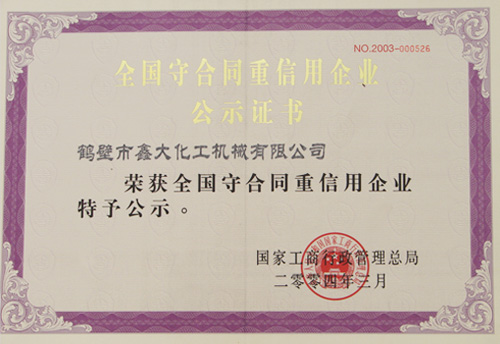 NO.2003-000526
全国守合同重信用企业
公示证书
鹤壁市鑫大化工机械有限公司
荣获全国守合同重信用企业
特予公示。
国家工商行政管理总局
二〇〇四年三月